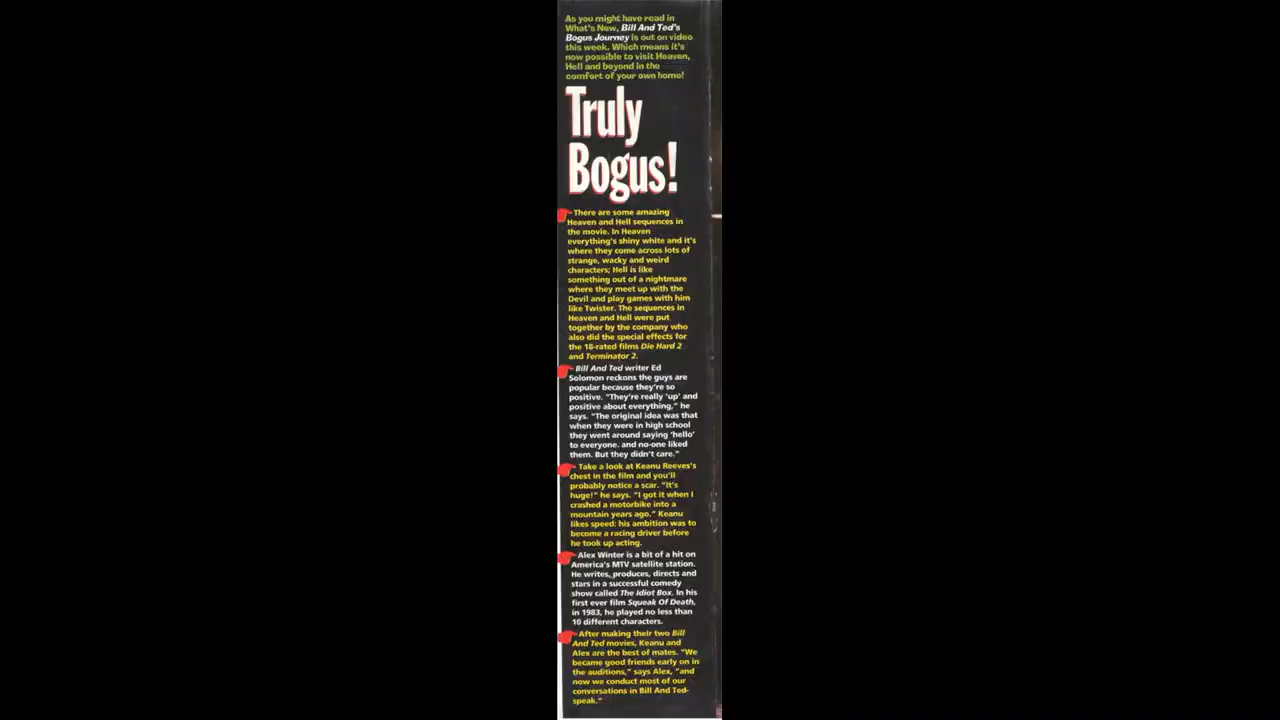 As you might have read in
What's New, Bill And Ted's
Bogus Journey is out on video
this week. Which means it's
now possible to visit Heaven,
Hell and beyond in the
comfort of your own home!
Truly
Bogus!
There are some amazing
Heaven and Hell sequences in
the movie. In Heaven
everything's shiny white and it's
where they come across lots of
strange, wacky and weird
characters; Hell is like
something out of a nightmare
where they meet up with the
Devil and play games with him
like Twister. The sequences in
Heaven and Hell were put
together by the company who
also did the special effects for
the 18-rated films Die Hard 2
and Terminator 2.
Bill And Ted writer Ed
Solomon reckons the guys are
popular because they're so
positive. "They're really 'up' and
positive about everything," he
says. "The original idea was that
when they were in high school
they went around saying 'hello'
to everyone. and no-one liked
them. But they didn't care."
Take a look at Keanu Reeves's
chest in the film and you'll
probably notice a scar. "It's
huge!" he says. "I got it when I
crashed a motorbike into a
mountain years ago." Keanu
likes speed: his ambition was to
become a racing driver before
he took up acting.
Alex Winter is a bit of a hit on
America's MTV satellite station.
He writes, produces, directs and
stars in a successful comedy
show called The Idiot Box. In his
first ever film Squeak Of Death,
in 1983, he played no less than
10 different characters.
After making their two Bill
And Ted movies, Keanu and
Alex are the best of mates. "We
became good friends early on in
the auditions," says Alex, "and
now we conduct most of our
conversations in Bill And Ted-
speak."